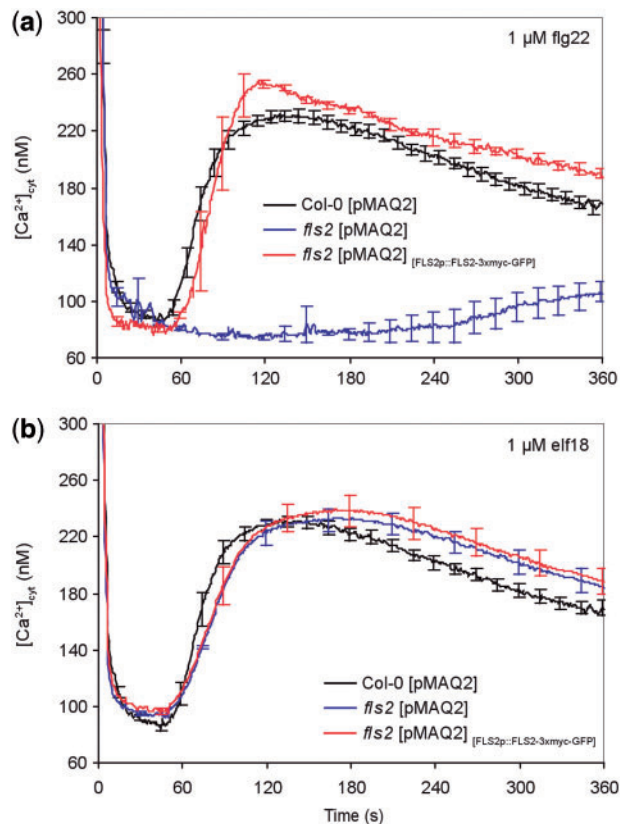 (a)
1 µM flg22
300
260
220
180
140
100
60
[Ca²⁺]cyt (nM)
Col-0 [pMAQ2]
fls2 [pMAQ2]
fls2 [pMAQ2] [FLS2p::FLS2-3xmyc-GFP]
0 60 120 180 240 300 360
(b)
1 µM elf18
300
260
220
180
140
100
60
[Ca²⁺]cyt (nM)
Col-0 [pMAQ2]
fls2 [pMAQ2]
fls2 [pMAQ2] [FLS2p::FLS2-3xmyc-GFP]
0 60 120 180 240 300 360
Time (s)